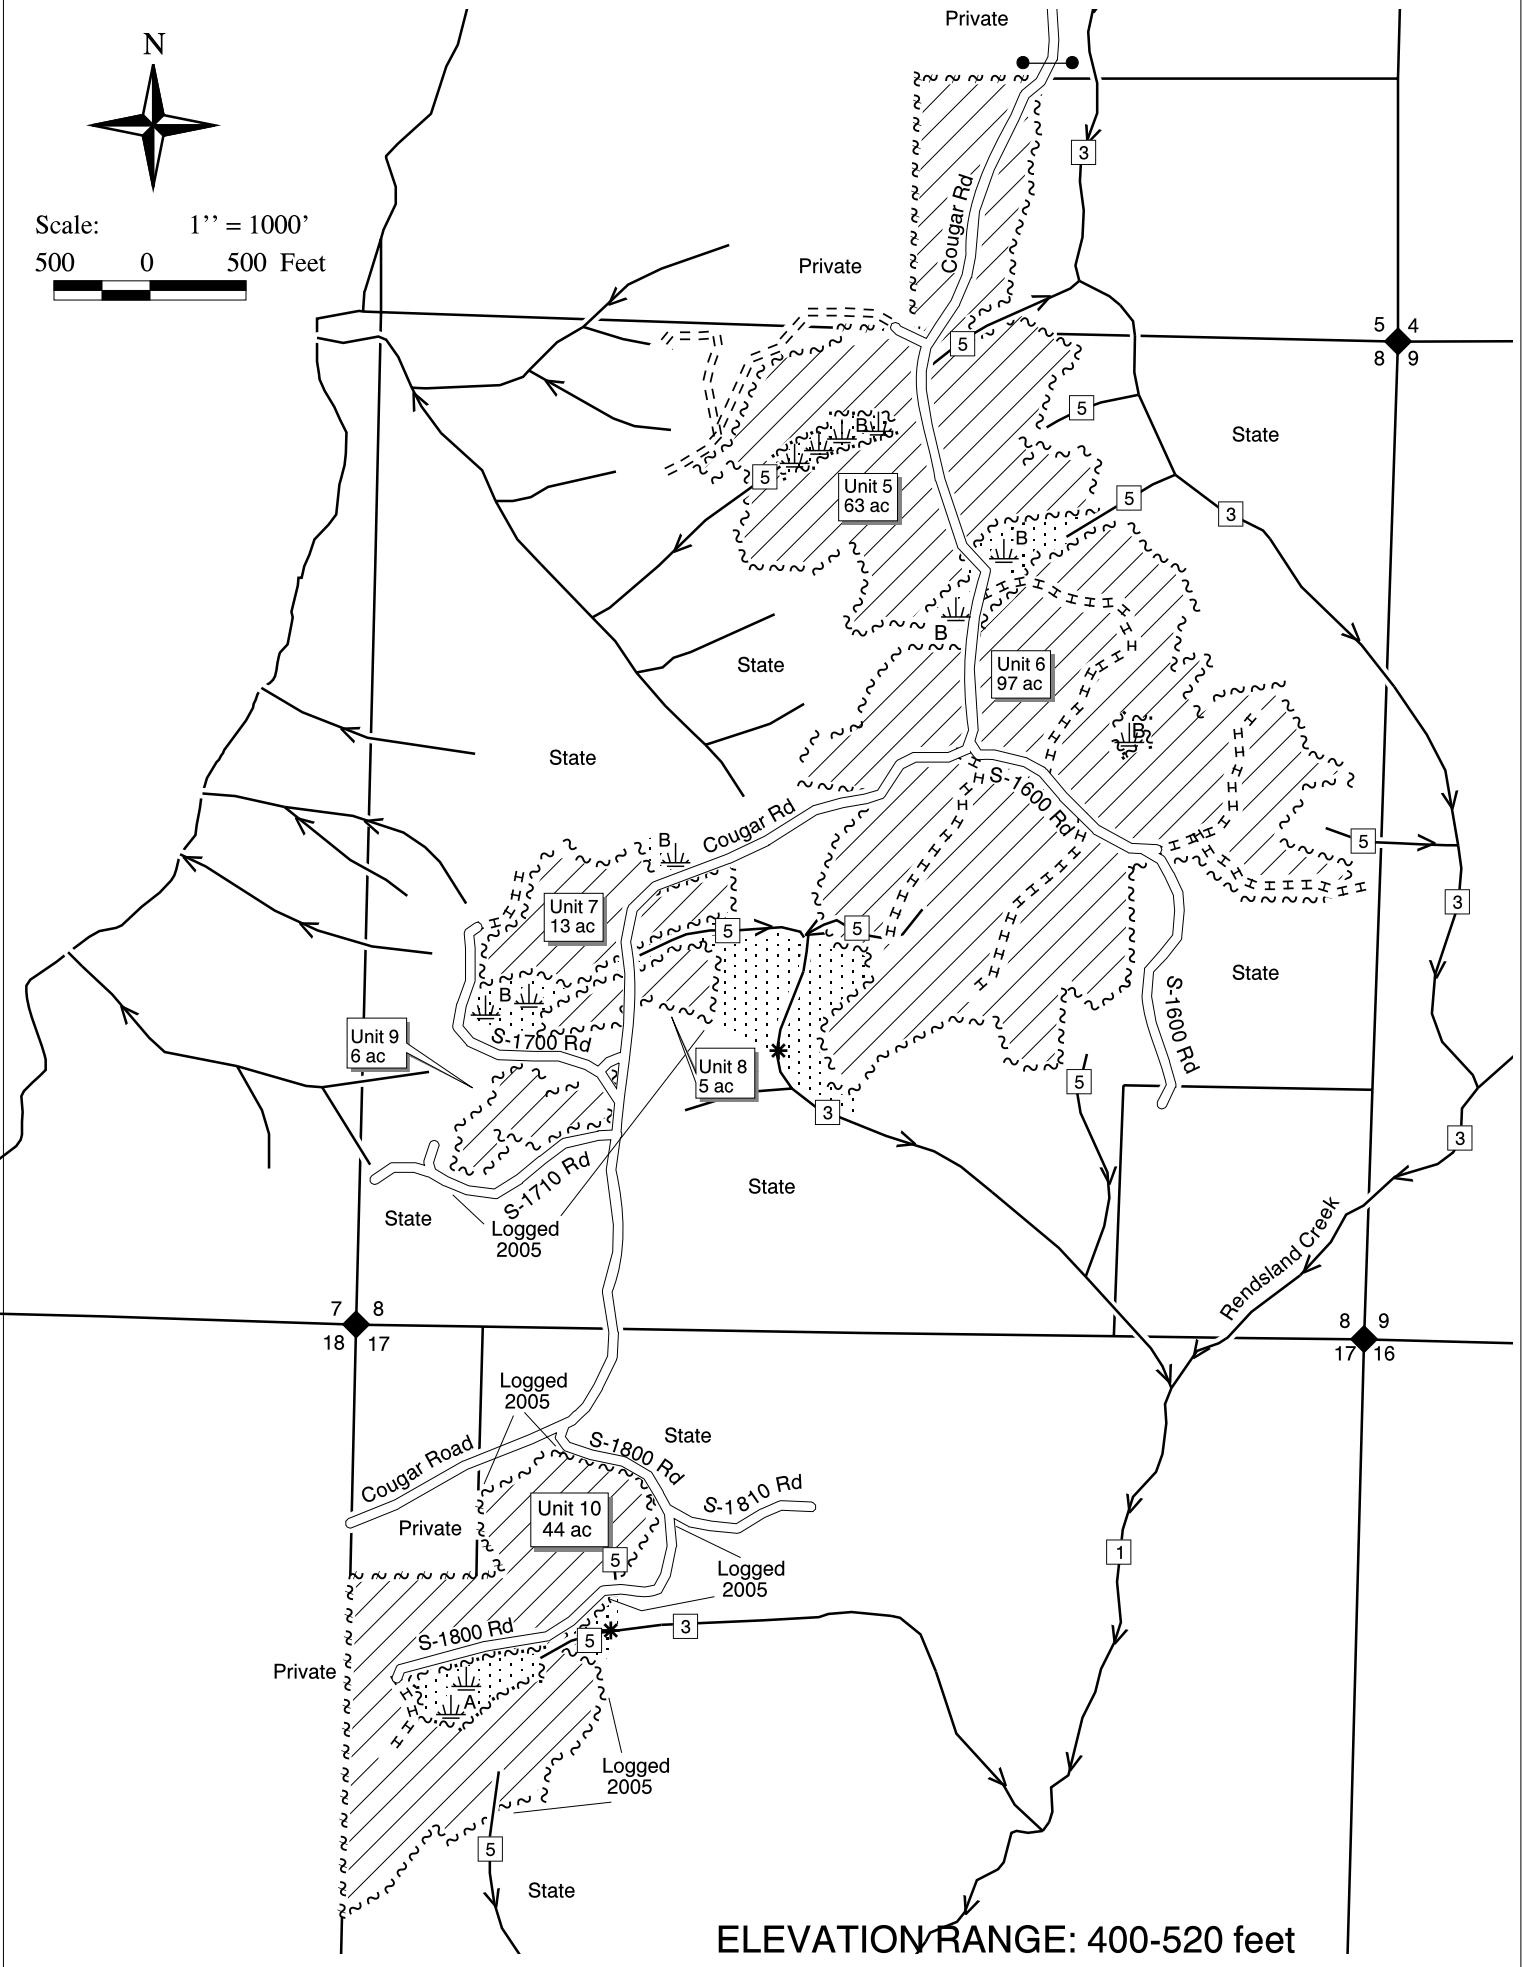 Private
N
3
Scale: 1’’ = 1000’
500 0 500 Feet
Cougar Rd
Private
5
5 4
8 9
5
State
B
5
Unit 5
63 ac
5
3
B
B
State
Unit 6
97 ac
B
State
S-1600 Rd
Cougar Rd
B
5
3
Unit 7
13 ac
5
5
State
B
S-1600 Rd
S-1700 Rd
Unit 9
6 ac
Unit 8
5 ac
5
3
3
State
S-1710 Rd
State
Logged
2005
Rendsland Creek
7 8
18 17
8 9
17 16
Logged
2005
State
S-1800 Rd
Cougar Road
S-1810 Rd
Unit 10
44 ac
Private
5
Logged
2005
1
S-1800 Rd
5
3
Private
A
Logged
2005
5
State
ELEVATION RANGE: 400-520 feet